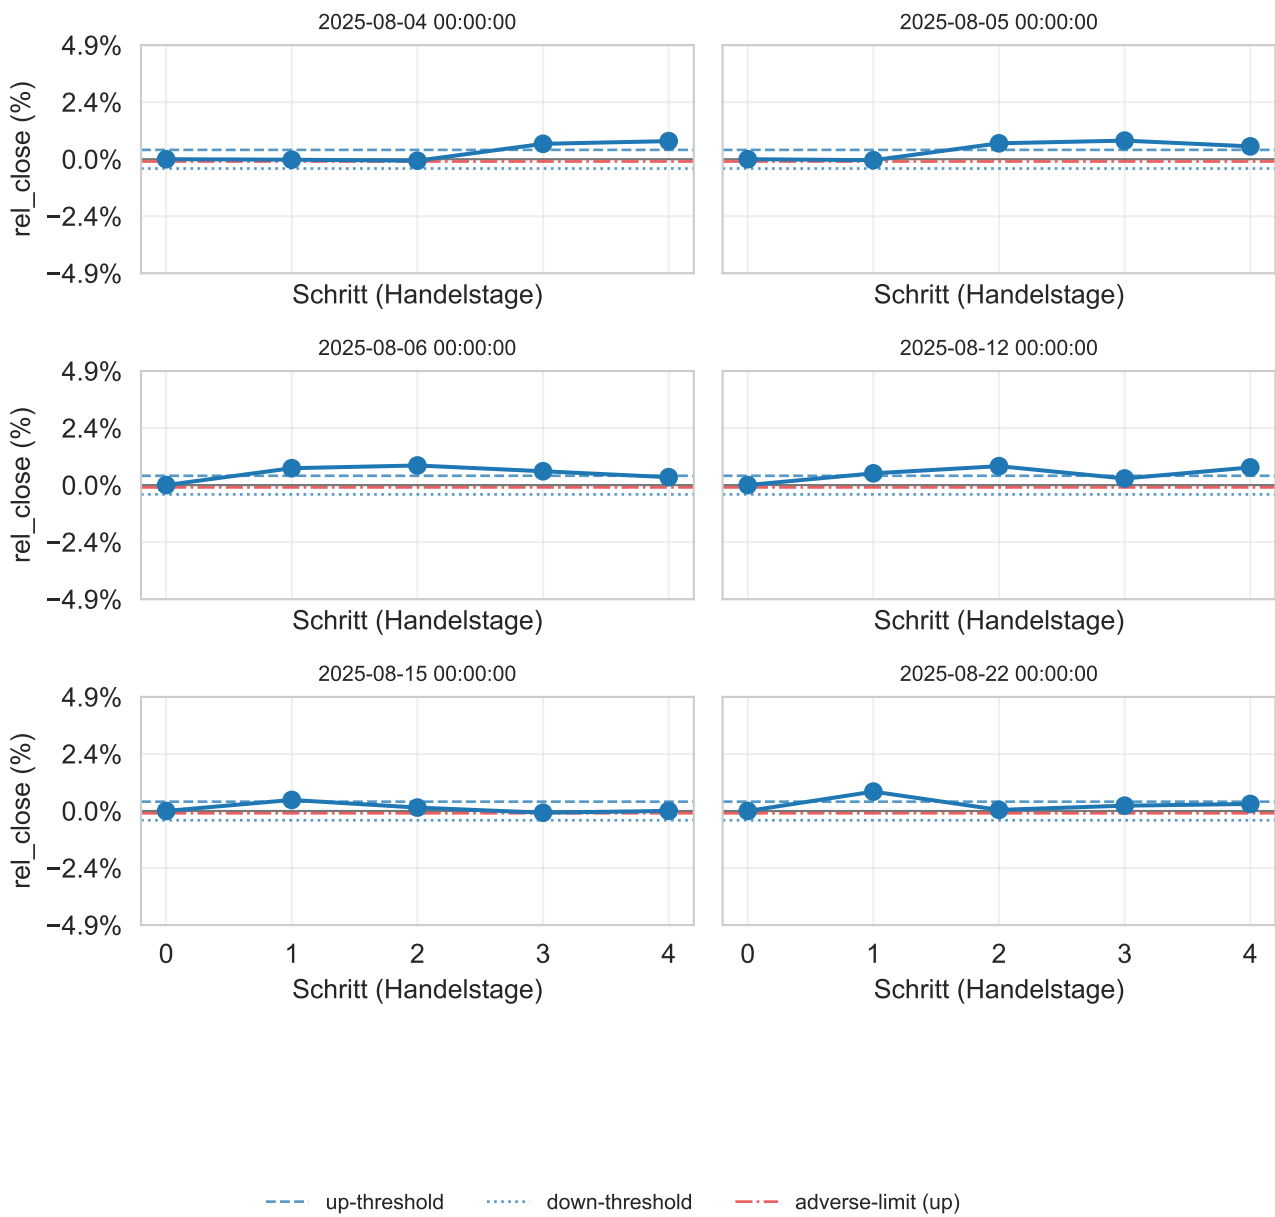 2025-08-04 00:00:00 2025-08-05 00:00:00
4.9%
2.4%
0.0%
−2.4%
−4.9%
rel_close (%)
Schritt (Handelstage) Schritt (Handelstage)
2025-08-06 00:00:00 2025-08-12 00:00:00
4.9%
2.4%
0.0%
−2.4%
−4.9%
rel_close (%)
Schritt (Handelstage) Schritt (Handelstage)
2025-08-15 00:00:00 2025-08-22 00:00:00
4.9%
2.4%
0.0%
−2.4%
−4.9%
rel_close (%)
0 1 2 3 4 0 1 2 3 4
Schritt (Handelstage) Schritt (Handelstage)
up-threshold down-threshold adverse-limit (up)